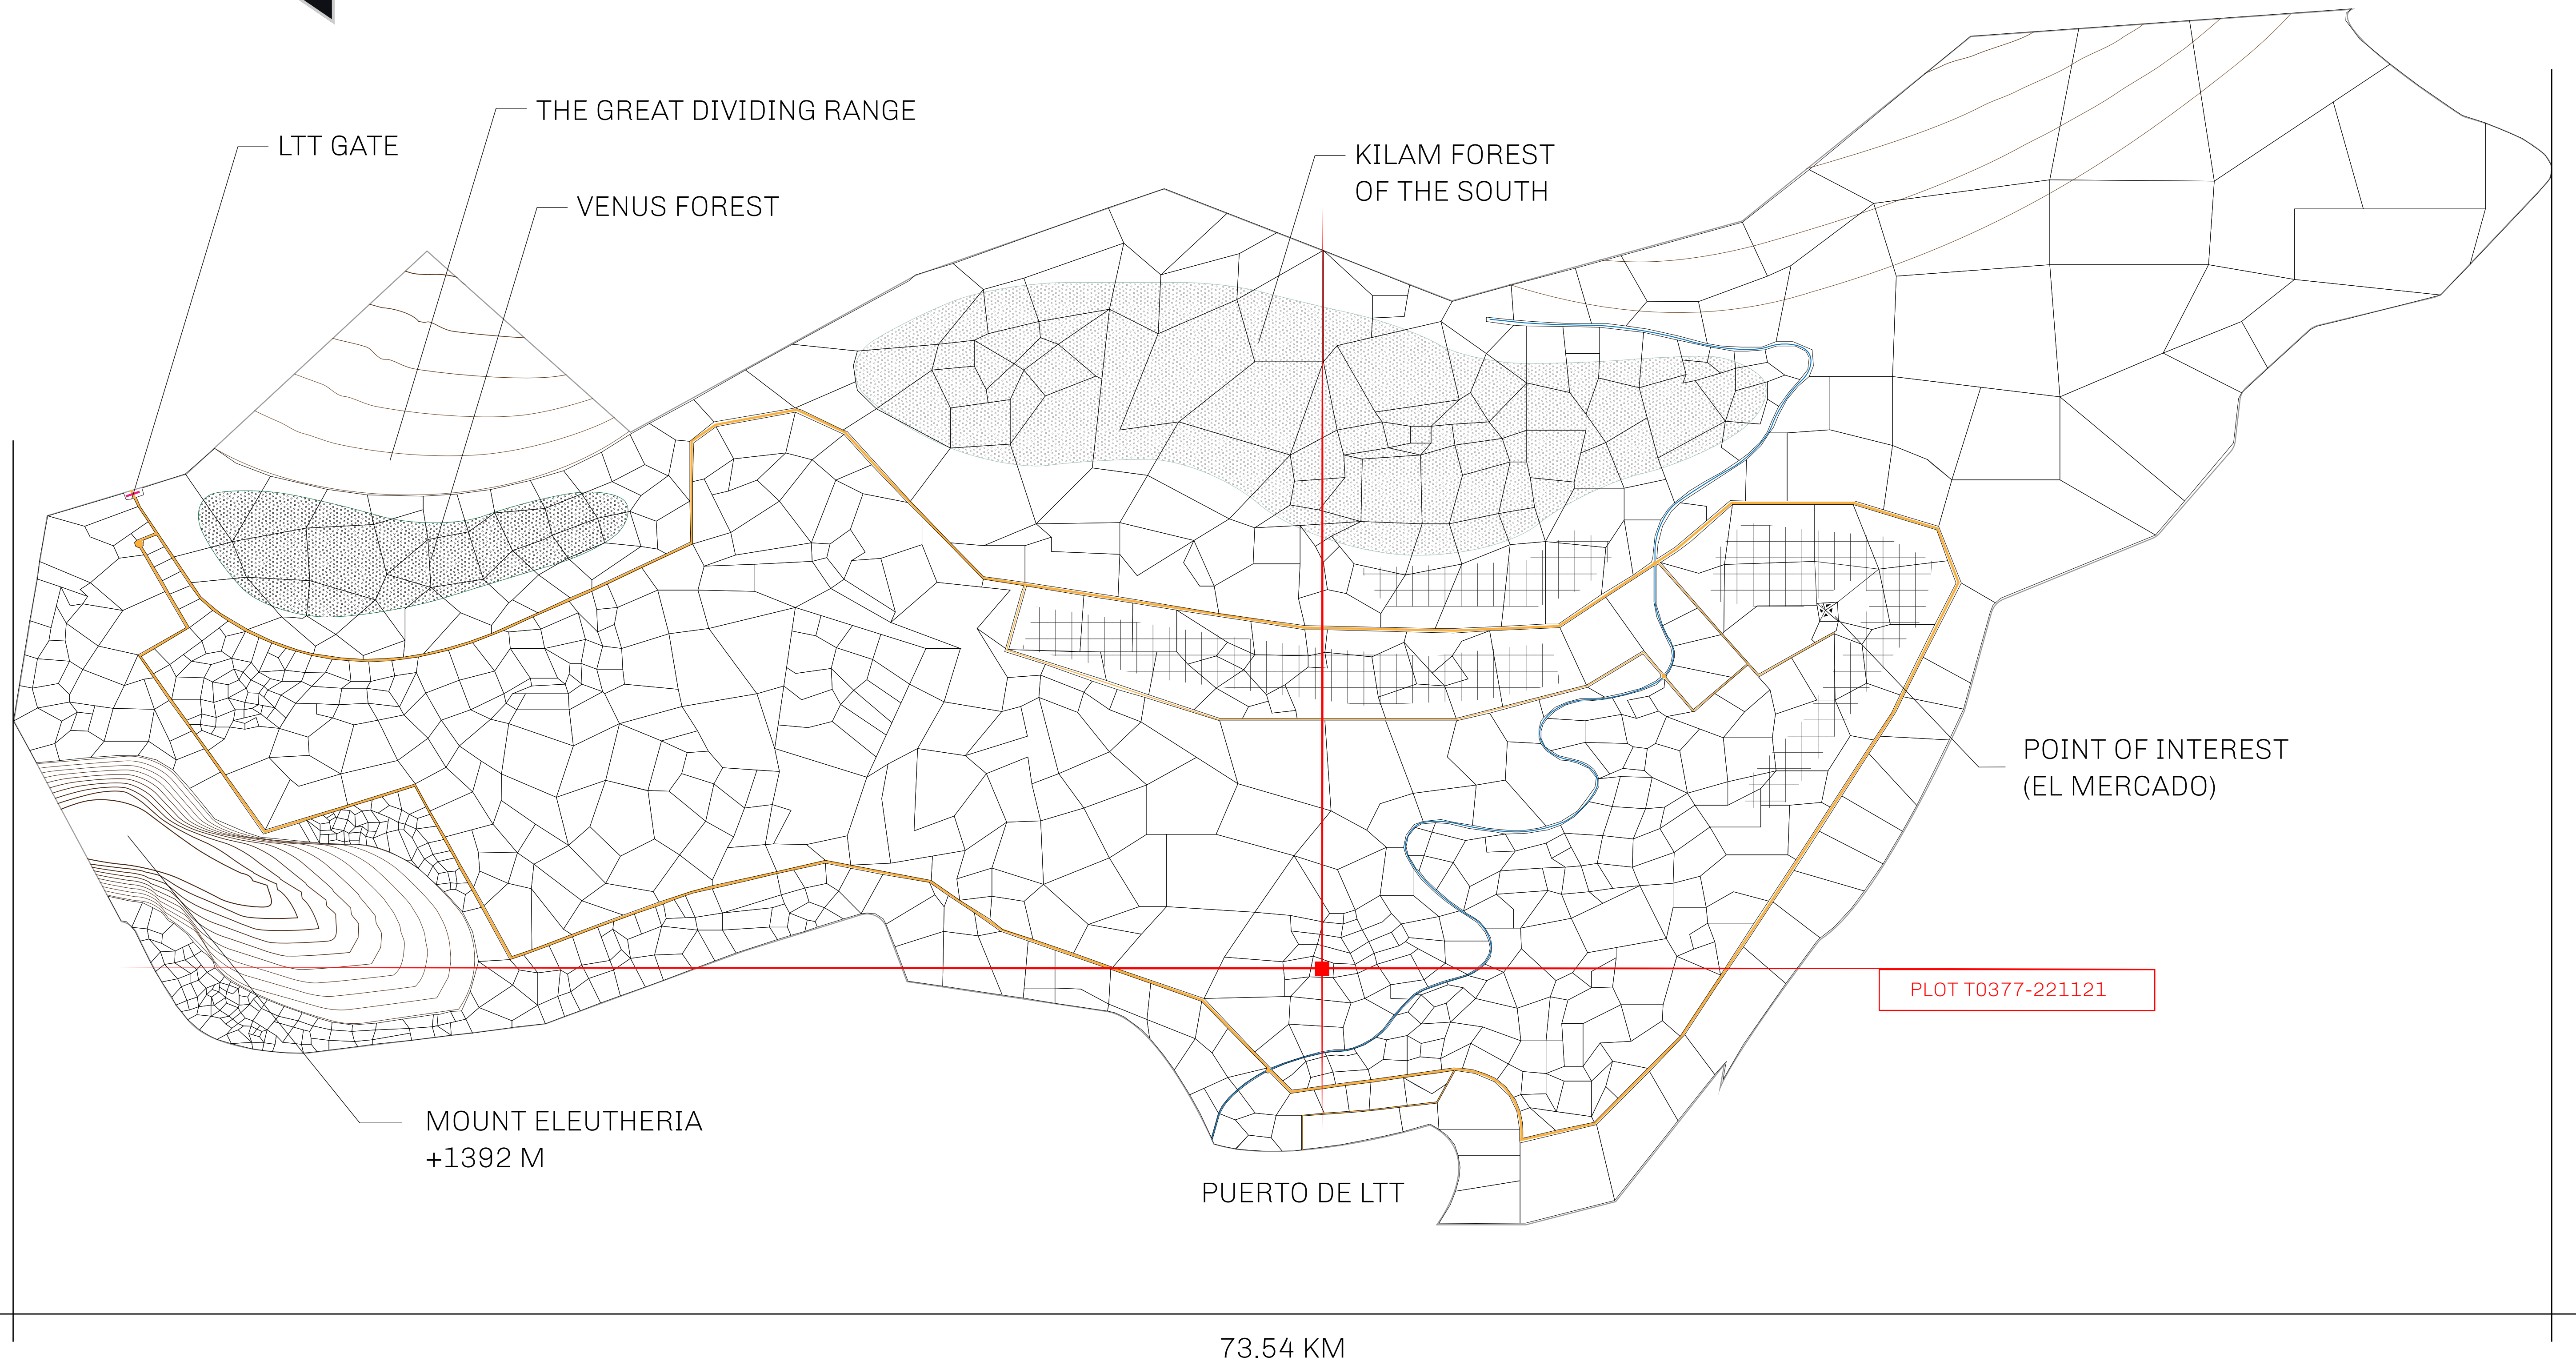 THE GREAT DIVIDING RANGE
LTT GATE
KILAM FOREST
OF THE SOUTH
VENUS FOREST
POINT OF INTEREST
(EL MERCADO)
PLOT T0377-221121
MOUNT ELEUTHERIA
+1392 M
PUERTO DE LTT
73.54 KM